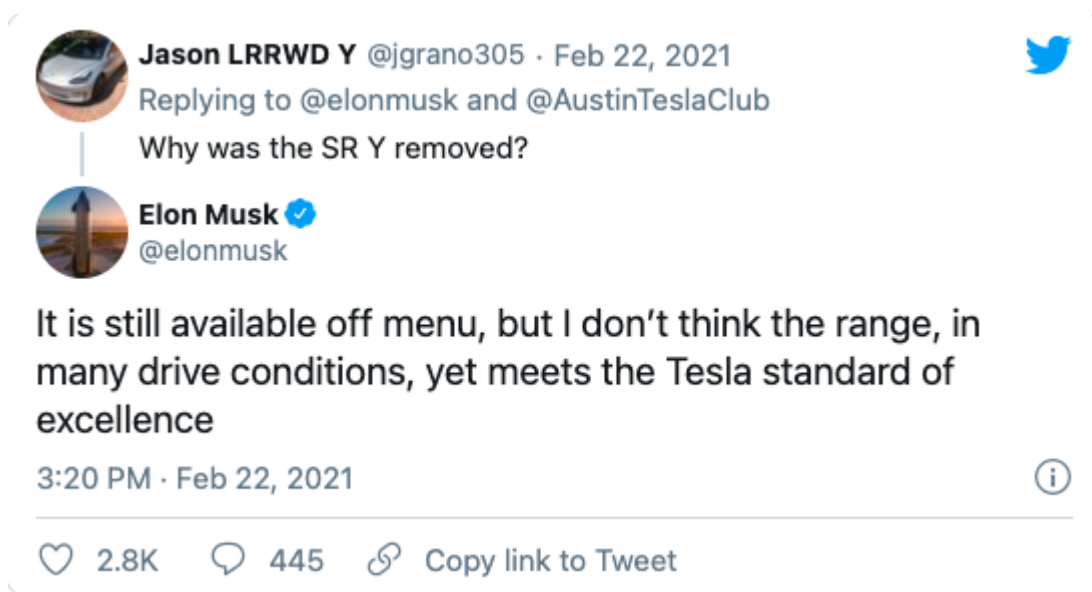 Jason LRRWD Y @jgrano305 · Feb 22, 2021
Replying to @elonmusk and @AustinTeslaClub
Why was the SR Y removed?
Elon Musk
@elonmusk
It is still available off menu, but I don’t think the range, in
many drive conditions, yet meets the Tesla standard of
excellence
3:20 PM · Feb 22, 2021
2.8K 445 Copy link to Tweet